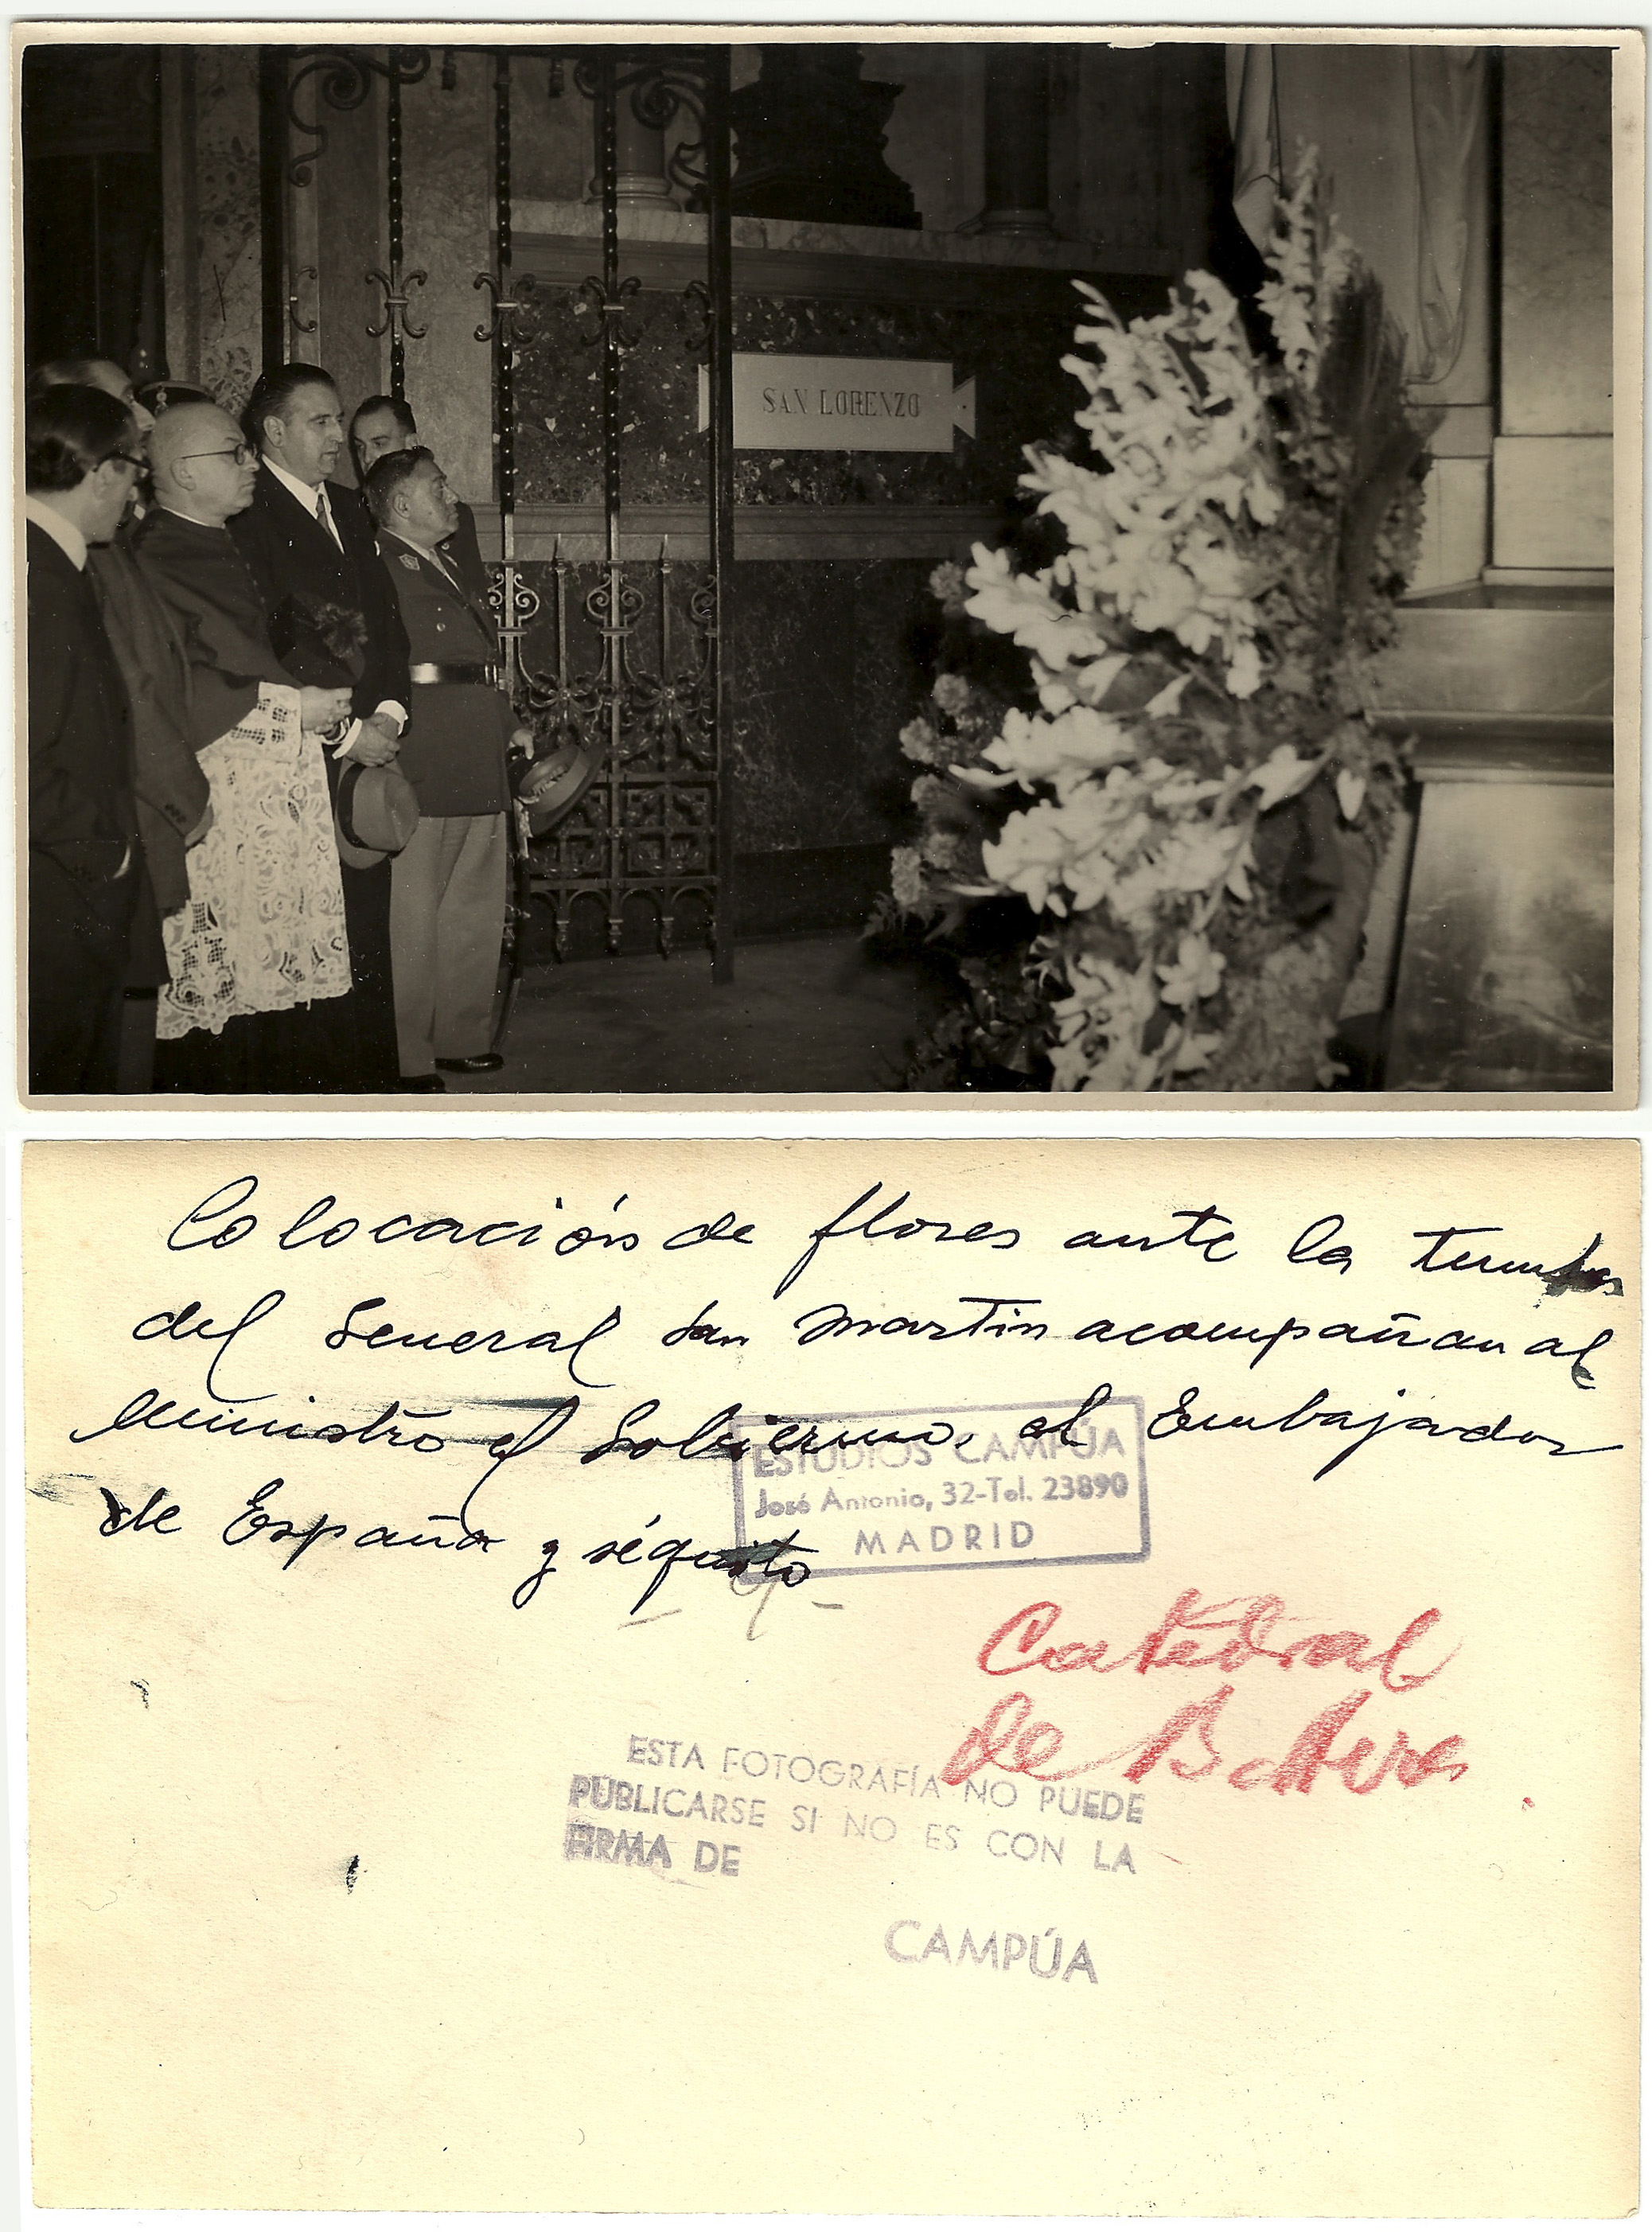 SAN LORENZO
Colocación de flores ante la tumba
del General San Martin acompañan al
Ministro el Gobierno, el Embajador
de España y séquito
ESTUDIOS CAMPÚA
José Antonio, 32-Tel. 23890
MADRID
Catedral
de B. Aires
ESTA FOTOGRAFÍA NO PUEDE
PUBLICARSE SI NO ES CON LA
FIRMA DE
CAMPÚA